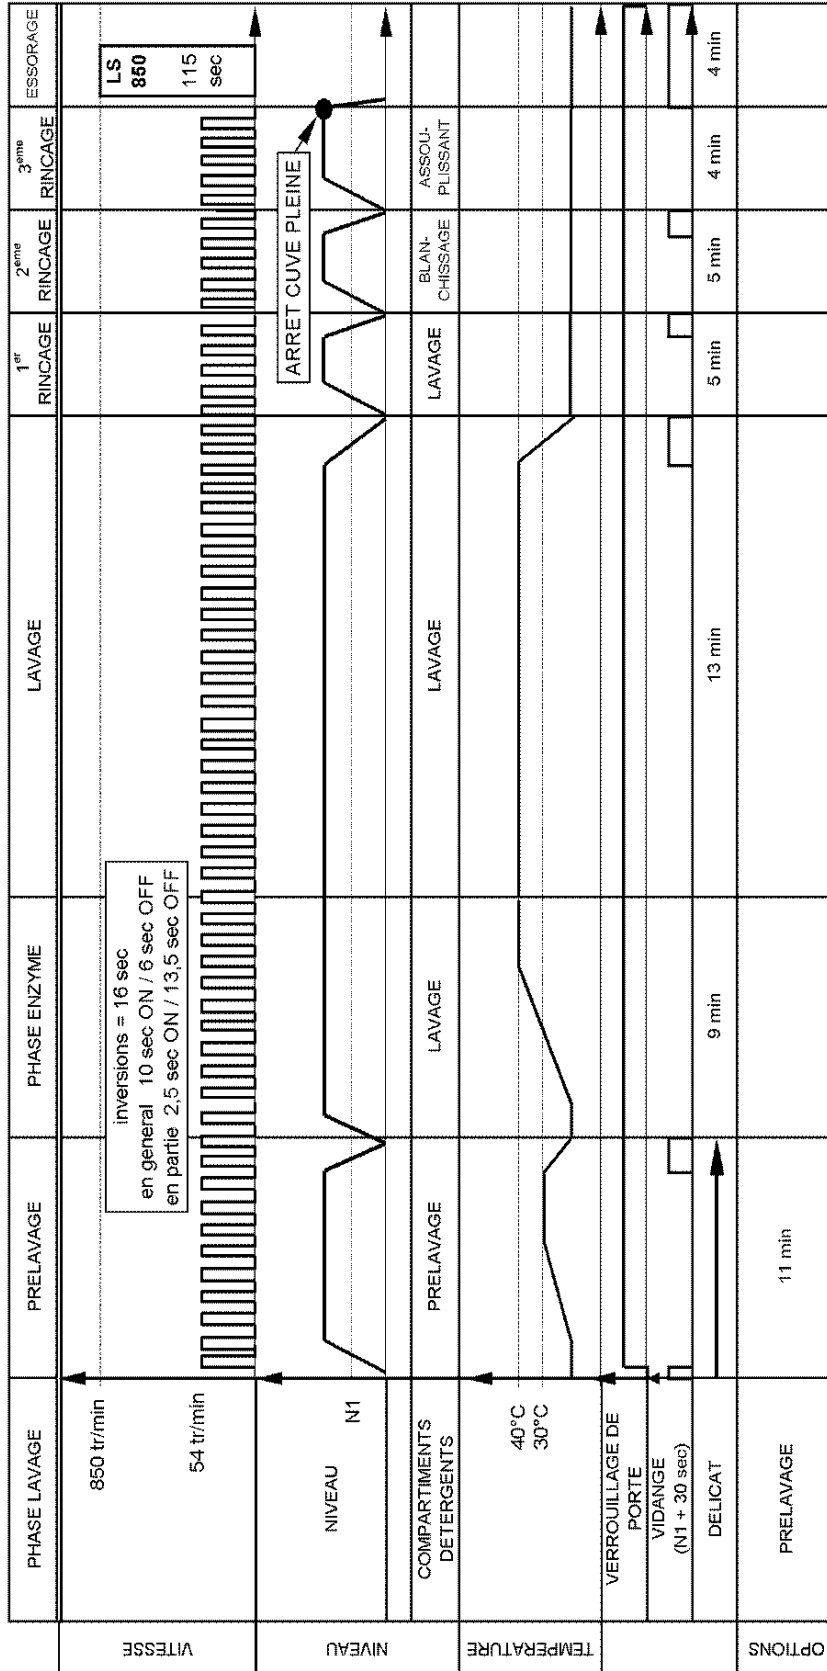 PHASE LAVAGE
PRELAVAGE
PHASE ENZYME
LAVAGE
1er
RINCAGE
2eme
RINCAGE
3eme
RINCAGE
ESSORAGE
VITESSE
850 tr/min
54 tr/min
inversions = 16 sec
en general 10 sec ON / 6 sec OFF
en partie 2,5 sec ON / 13,5 sec OFF
LS
850
115
sec
NIVEAU
NIVEAU
N1
ARRET CUVE PLEINE
COMPARTIMENTS
DETERGENTS
PRELAVAGE
LAVAGE
LAVAGE
LAVAGE
BLAN-
CHISSAGE
ASSOU-
PLISSANT
TEMPERATURE
40°C
30°C
VERROUILLAGE DE
PORTE
VIDANGE
(N1 + 30 sec)
DELICAT
9 min
13 min
5 min
5 min
4 min
4 min
OPTIONS
PRELAVAGE
11 min